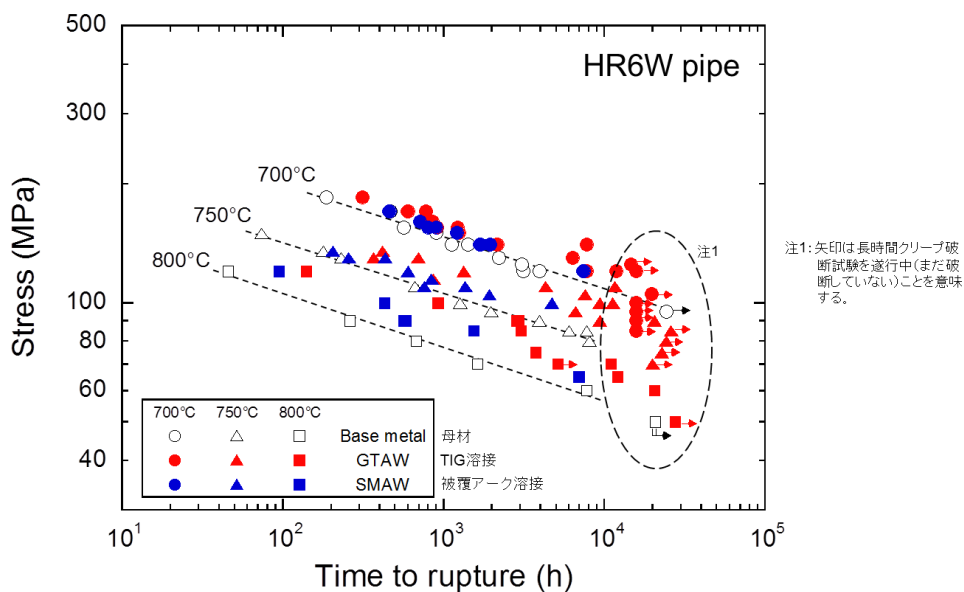 HR6W pipe
500
300
100
80
60
40
Stress (MPa)
700°C
750°C
800°C
注1
注1: 矢印は長時間クリープ破
断試験を遂行中(まだ破
断していない)ことを意味
する。
700°C 750°C 800°C
Base metal 母材
GTAW TIG溶接
SMAW 被覆アーク溶接
10¹ 10² 10³ 10⁴ 10⁵
Time to rupture (h)